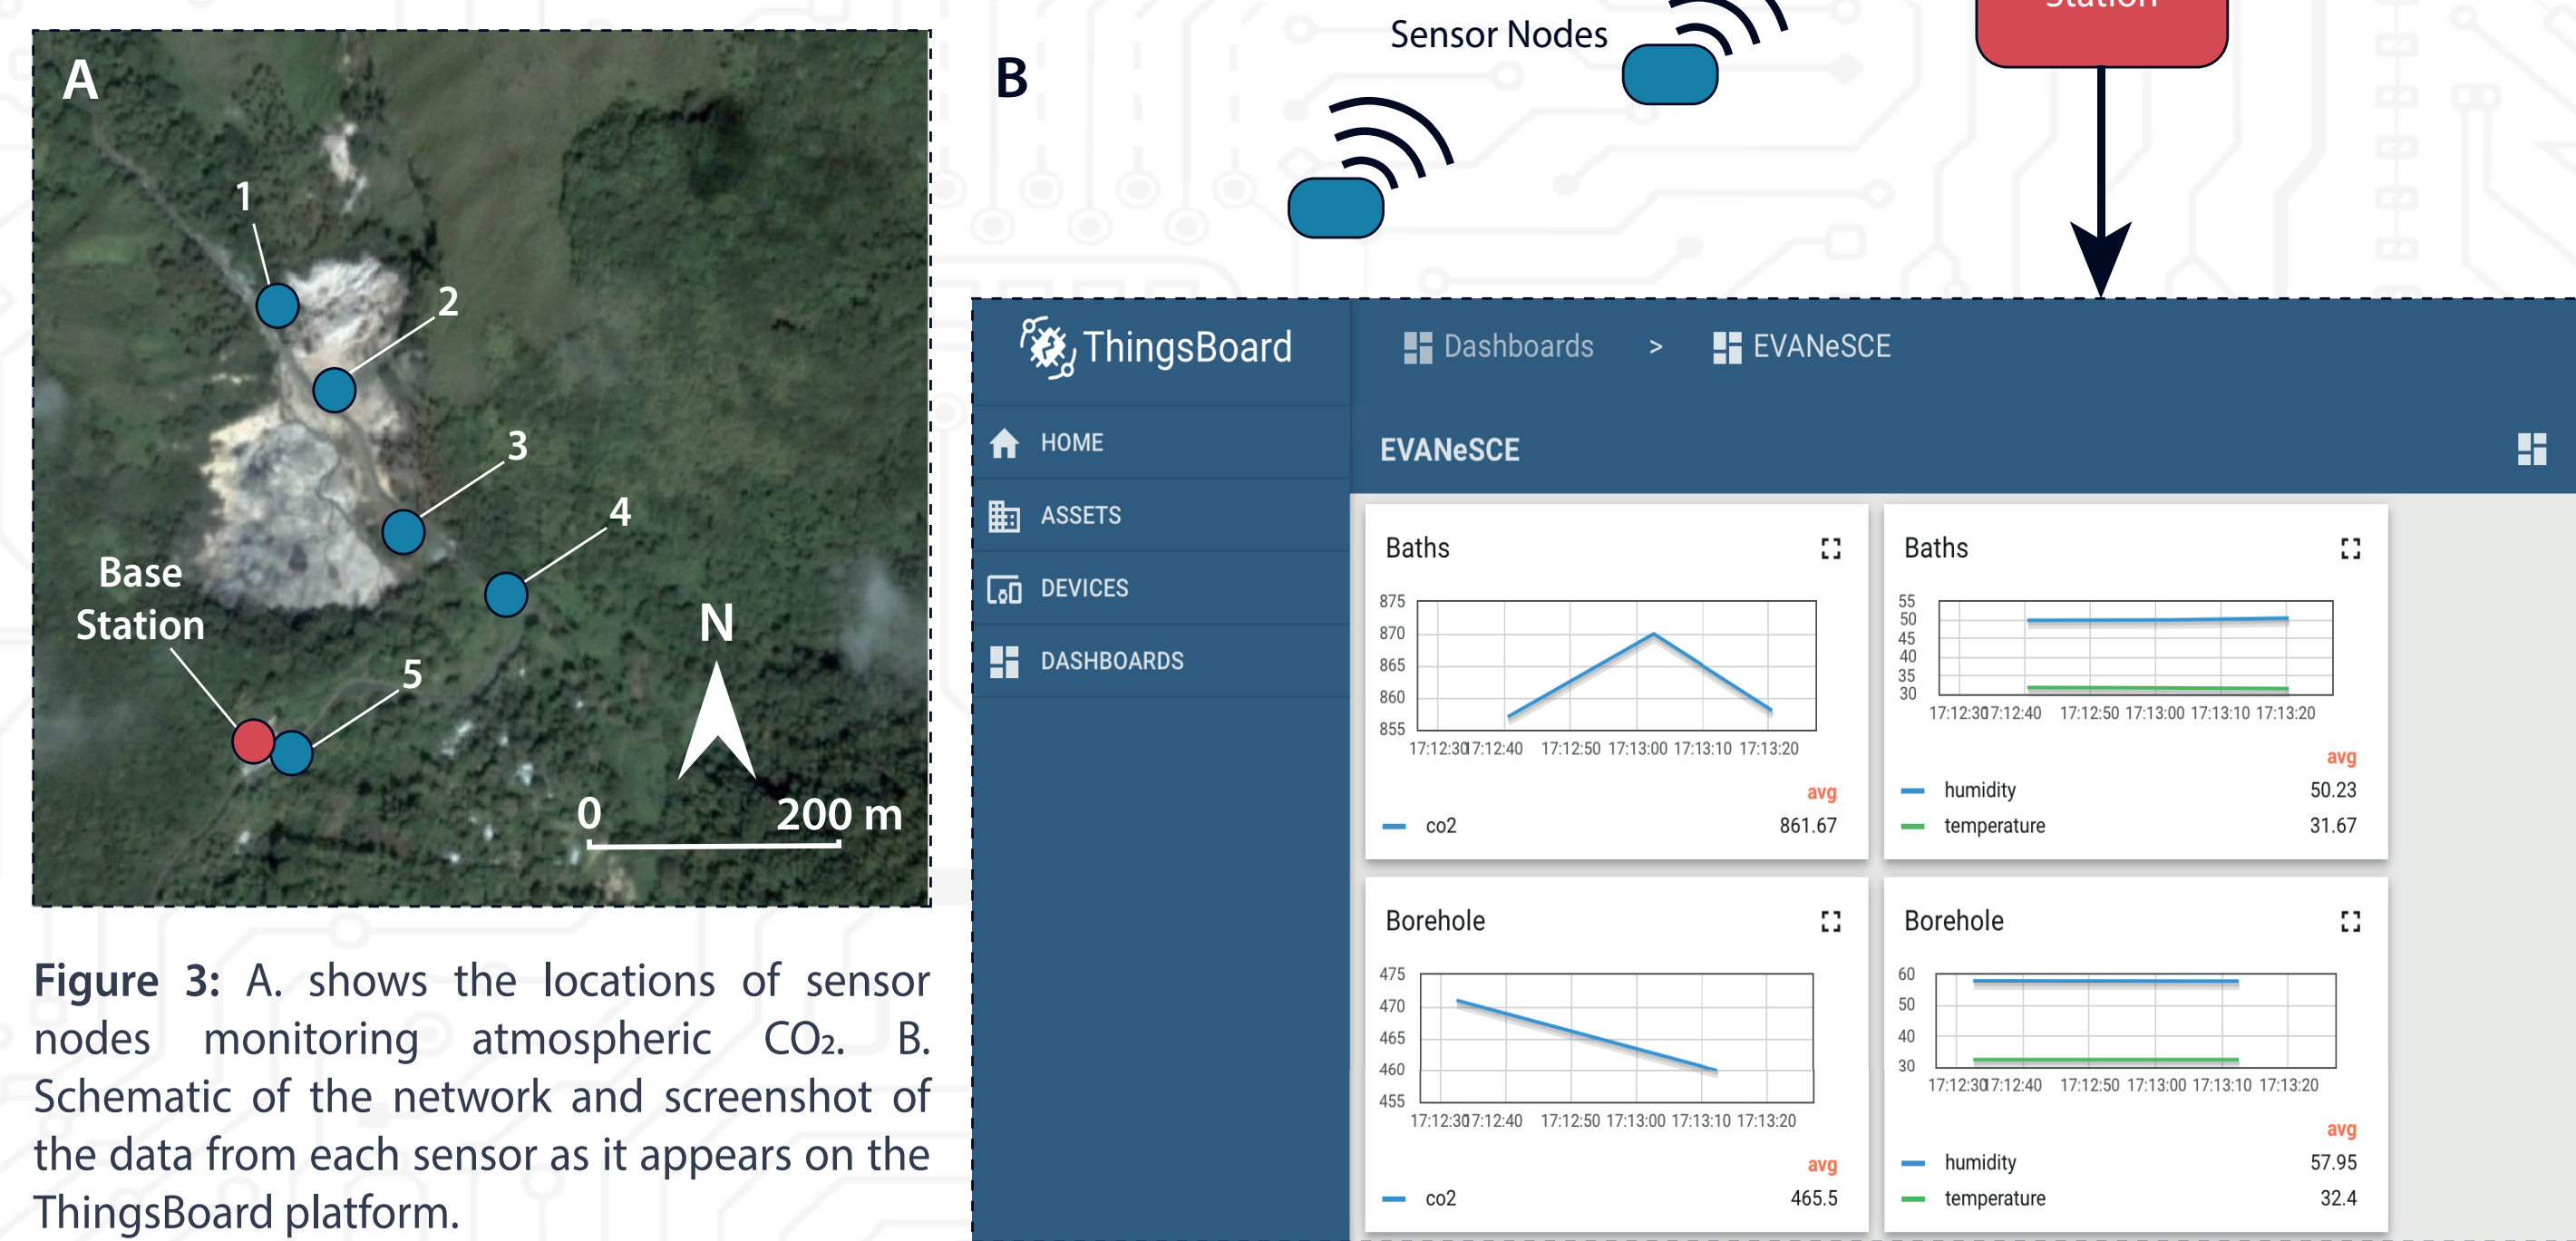 A
1
2
3
4
Base
Station
5
N
0 200 m
Figure 3: A. shows the locations of sensor
nodes monitoring atmospheric CO₂. B.
Schematic of the network and screenshot of
the data from each sensor as it appears on the
ThingsBoard platform.
B
Sensor Nodes
Station
ThingsBoard
Dashboards > EVANeSCE
HOME
ASSETS
DEVICES
DASHBOARDS
EVANeSCE
Baths
875
870
865
860
855
17:12:30 17:12:40 17:12:50 17:13:00 17:13:10 17:13:20
avg
co2 861.67
Baths
55
50
45
40
35
30
17:12:30 17:12:40 17:12:50 17:13:00 17:13:10 17:13:20
avg
humidity 50.23
temperature 31.67
Borehole
475
470
465
460
455
17:12:30 17:12:40 17:12:50 17:13:00 17:13:10 17:13:20
avg
co2 465.5
Borehole
60
50
40
30
17:12:30 17:12:40 17:12:50 17:13:00 17:13:10 17:13:20
avg
humidity 57.95
temperature 32.4